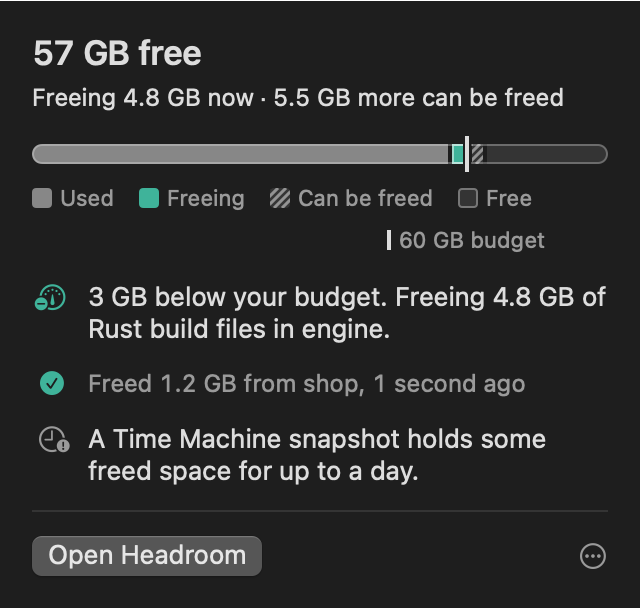 57 GB free
Freeing 4.8 GB now · 5.5 GB more can be freed
Used
Freeing
Can be freed
Free
60 GB budget
3 GB below your budget. Freeing 4.8 GB of
Rust build files in engine.
Freed 1.2 GB from shop, 1 second ago
A Time Machine snapshot holds some
freed space for up to a day.
Open Headroom